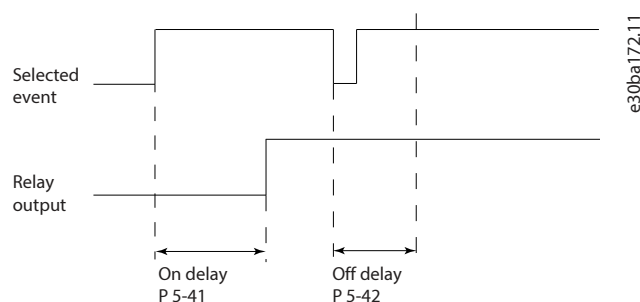 Selected
event
Relay
output
On delay
P 5-41
Off delay
P 5-42
e30ba172.11